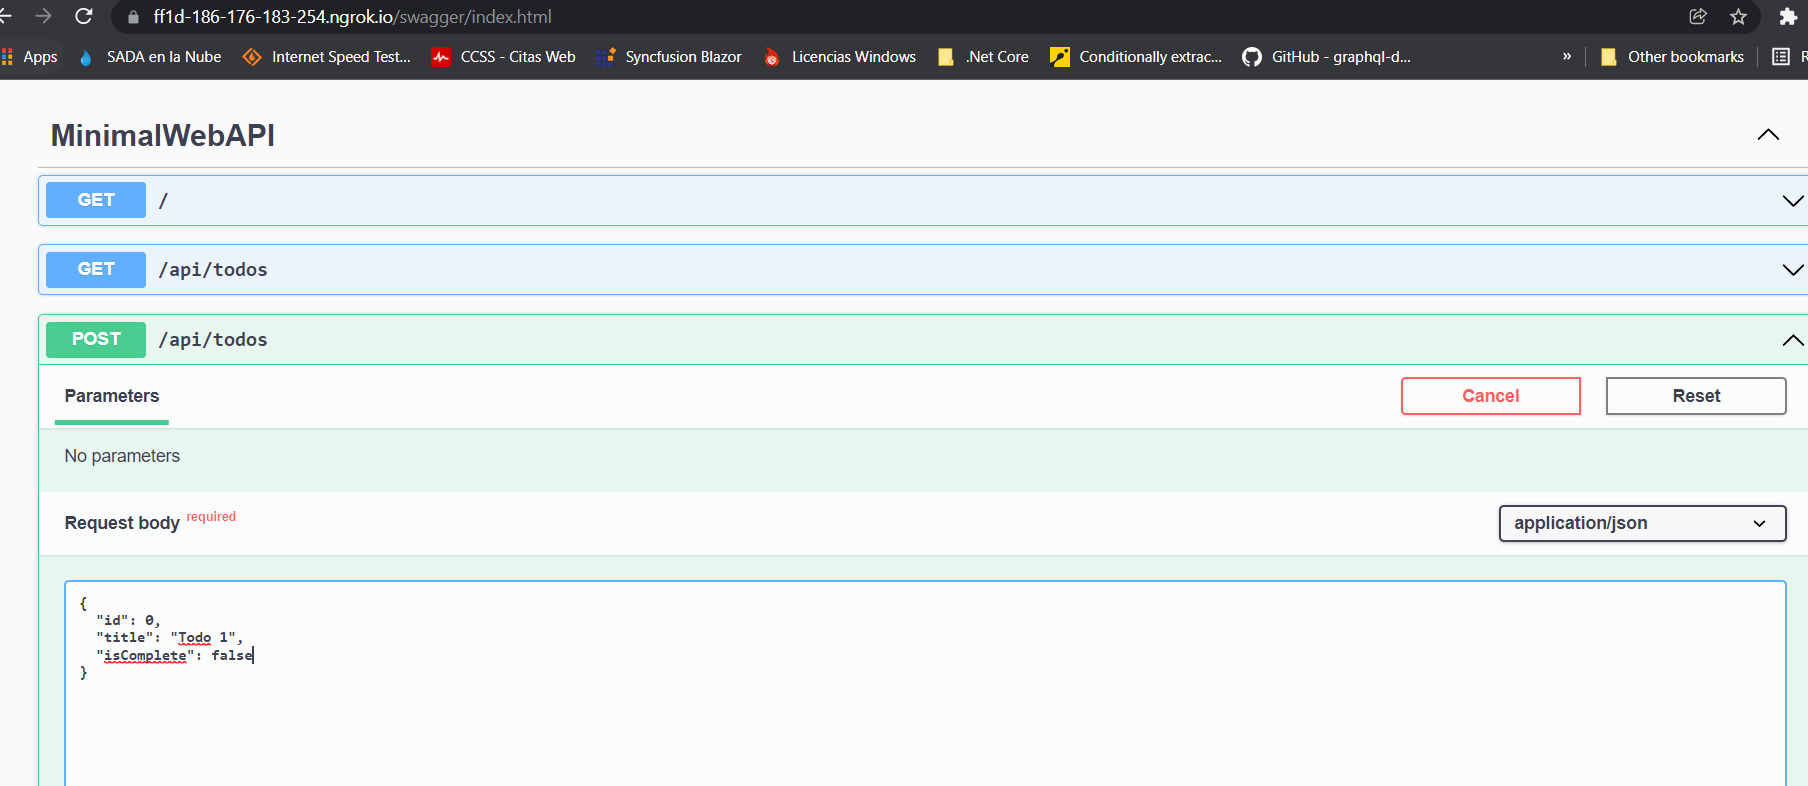 ff1d-186-176-183-254.ngrok.io/swagger/index.html
Apps SADA en la Nube Internet Speed Test... CCSS - Citas Web Syncfusion Blazor Licencias Windows .Net Core Conditionally extrac... GitHub - graphql-d... » Other bookmarks R
MinimalWebAPI
GET /
GET /api/todos
POST /api/todos
Parameters Cancel Reset
No parameters
Request body required application/json
{
"id": 0,
"title": "Todo 1",
"isComplete": false
}